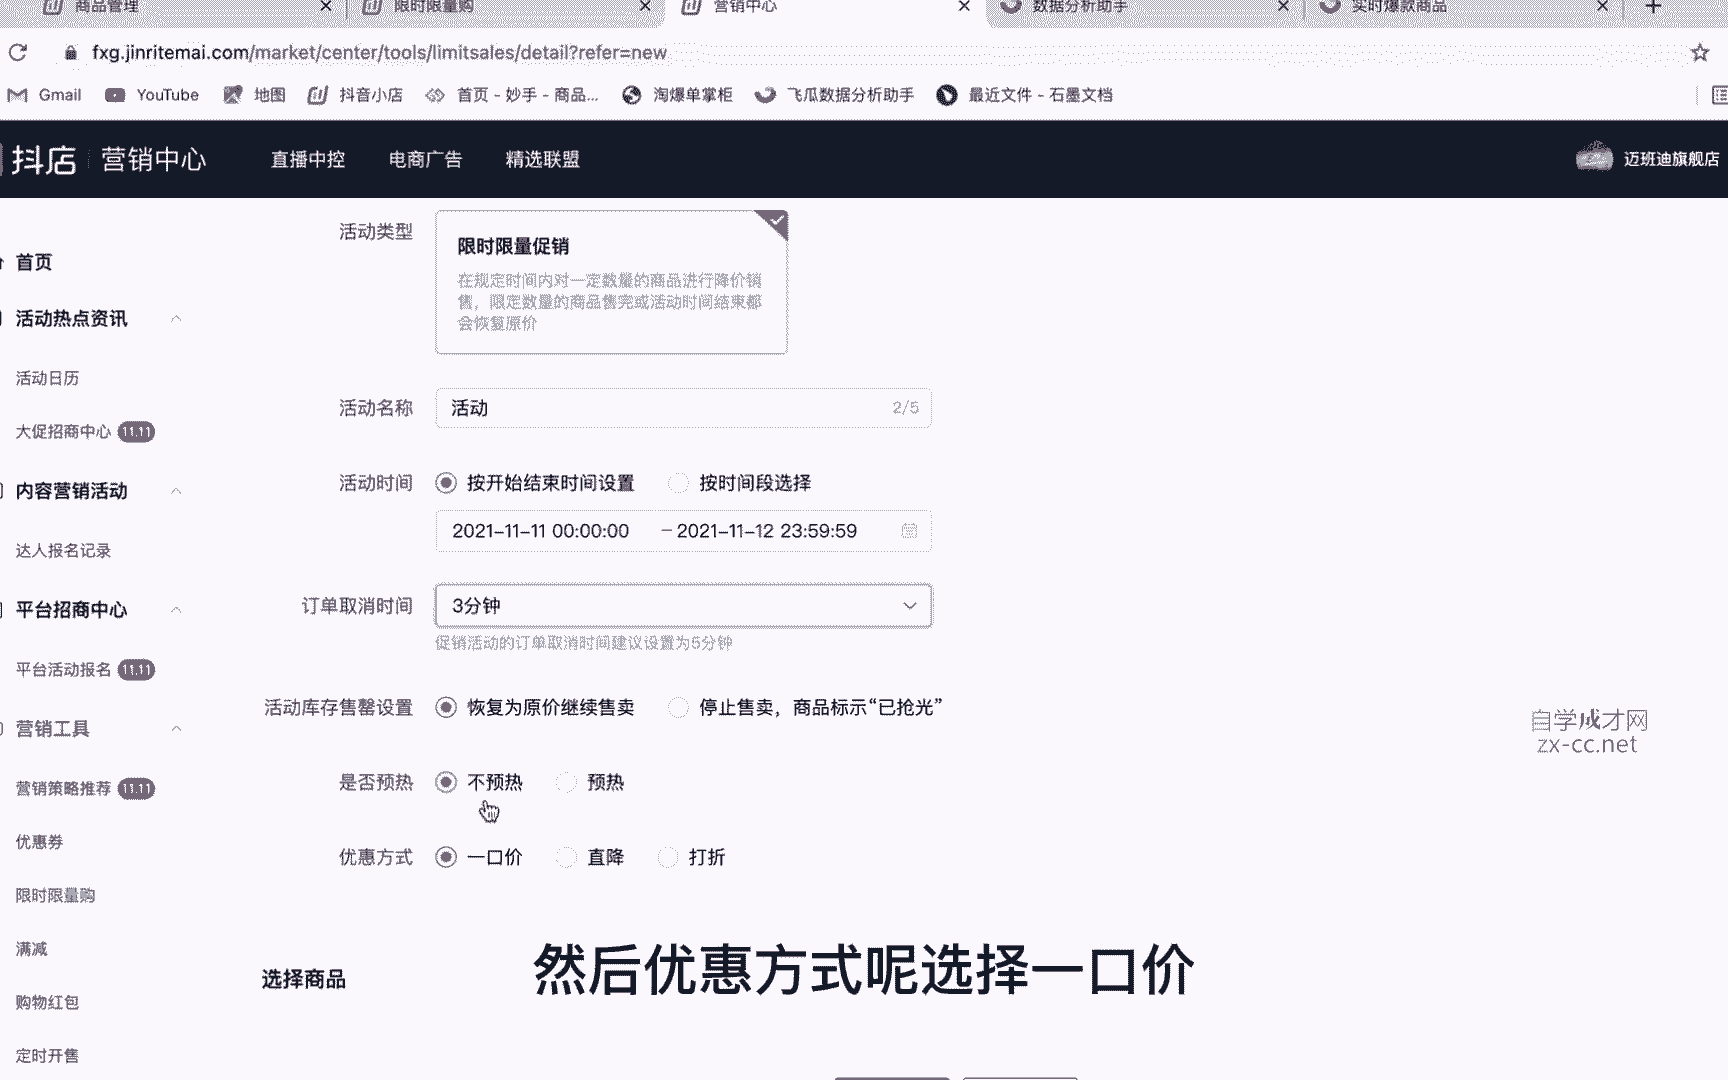 商品管理
限时限量购
营销中心
数据分析助手
实时爆款商品
fxg.jinritemai.com/market/center/tools/limitsales/detail?refer=new
Gmail
YouTube
地图
抖音小店
首页 - 妙手 - 商品...
淘爆单掌柜
飞瓜数据分析助手
最近文件 - 石墨文档
抖店
营销中心
直播中控
电商广告
精选联盟
迈班迪旗舰店
首页
活动热点资讯
活动日历
大促招商中心 11.11
内容营销活动
达人报名记录
平台招商中心
平台活动报名 11.11
营销工具
营销策略推荐 11.11
优惠券
限时限量购
满减
购物红包
定时开售
活动类型
限时限量促销
在规定时间内对一定数量的商品进行降价销
售，限定数量的商品售完或活动时间结束都
会恢复原价
活动名称
活动 2/5
活动时间
按开始结束时间设置 按时间段选择
2021-11-11 00:00:00 – 2021-11-12 23:59:59
订单取消时间
3分钟
促销活动的订单取消时间建议设置为5分钟
活动库存售罄设置
恢复为原价继续售卖 停止售卖，商品标示“已抢光”
是否预热
不预热 预热
优惠方式
一口价 直降 打折
选择商品
然后优惠方式呢选择一口价
自学成才网
zx-cc.net